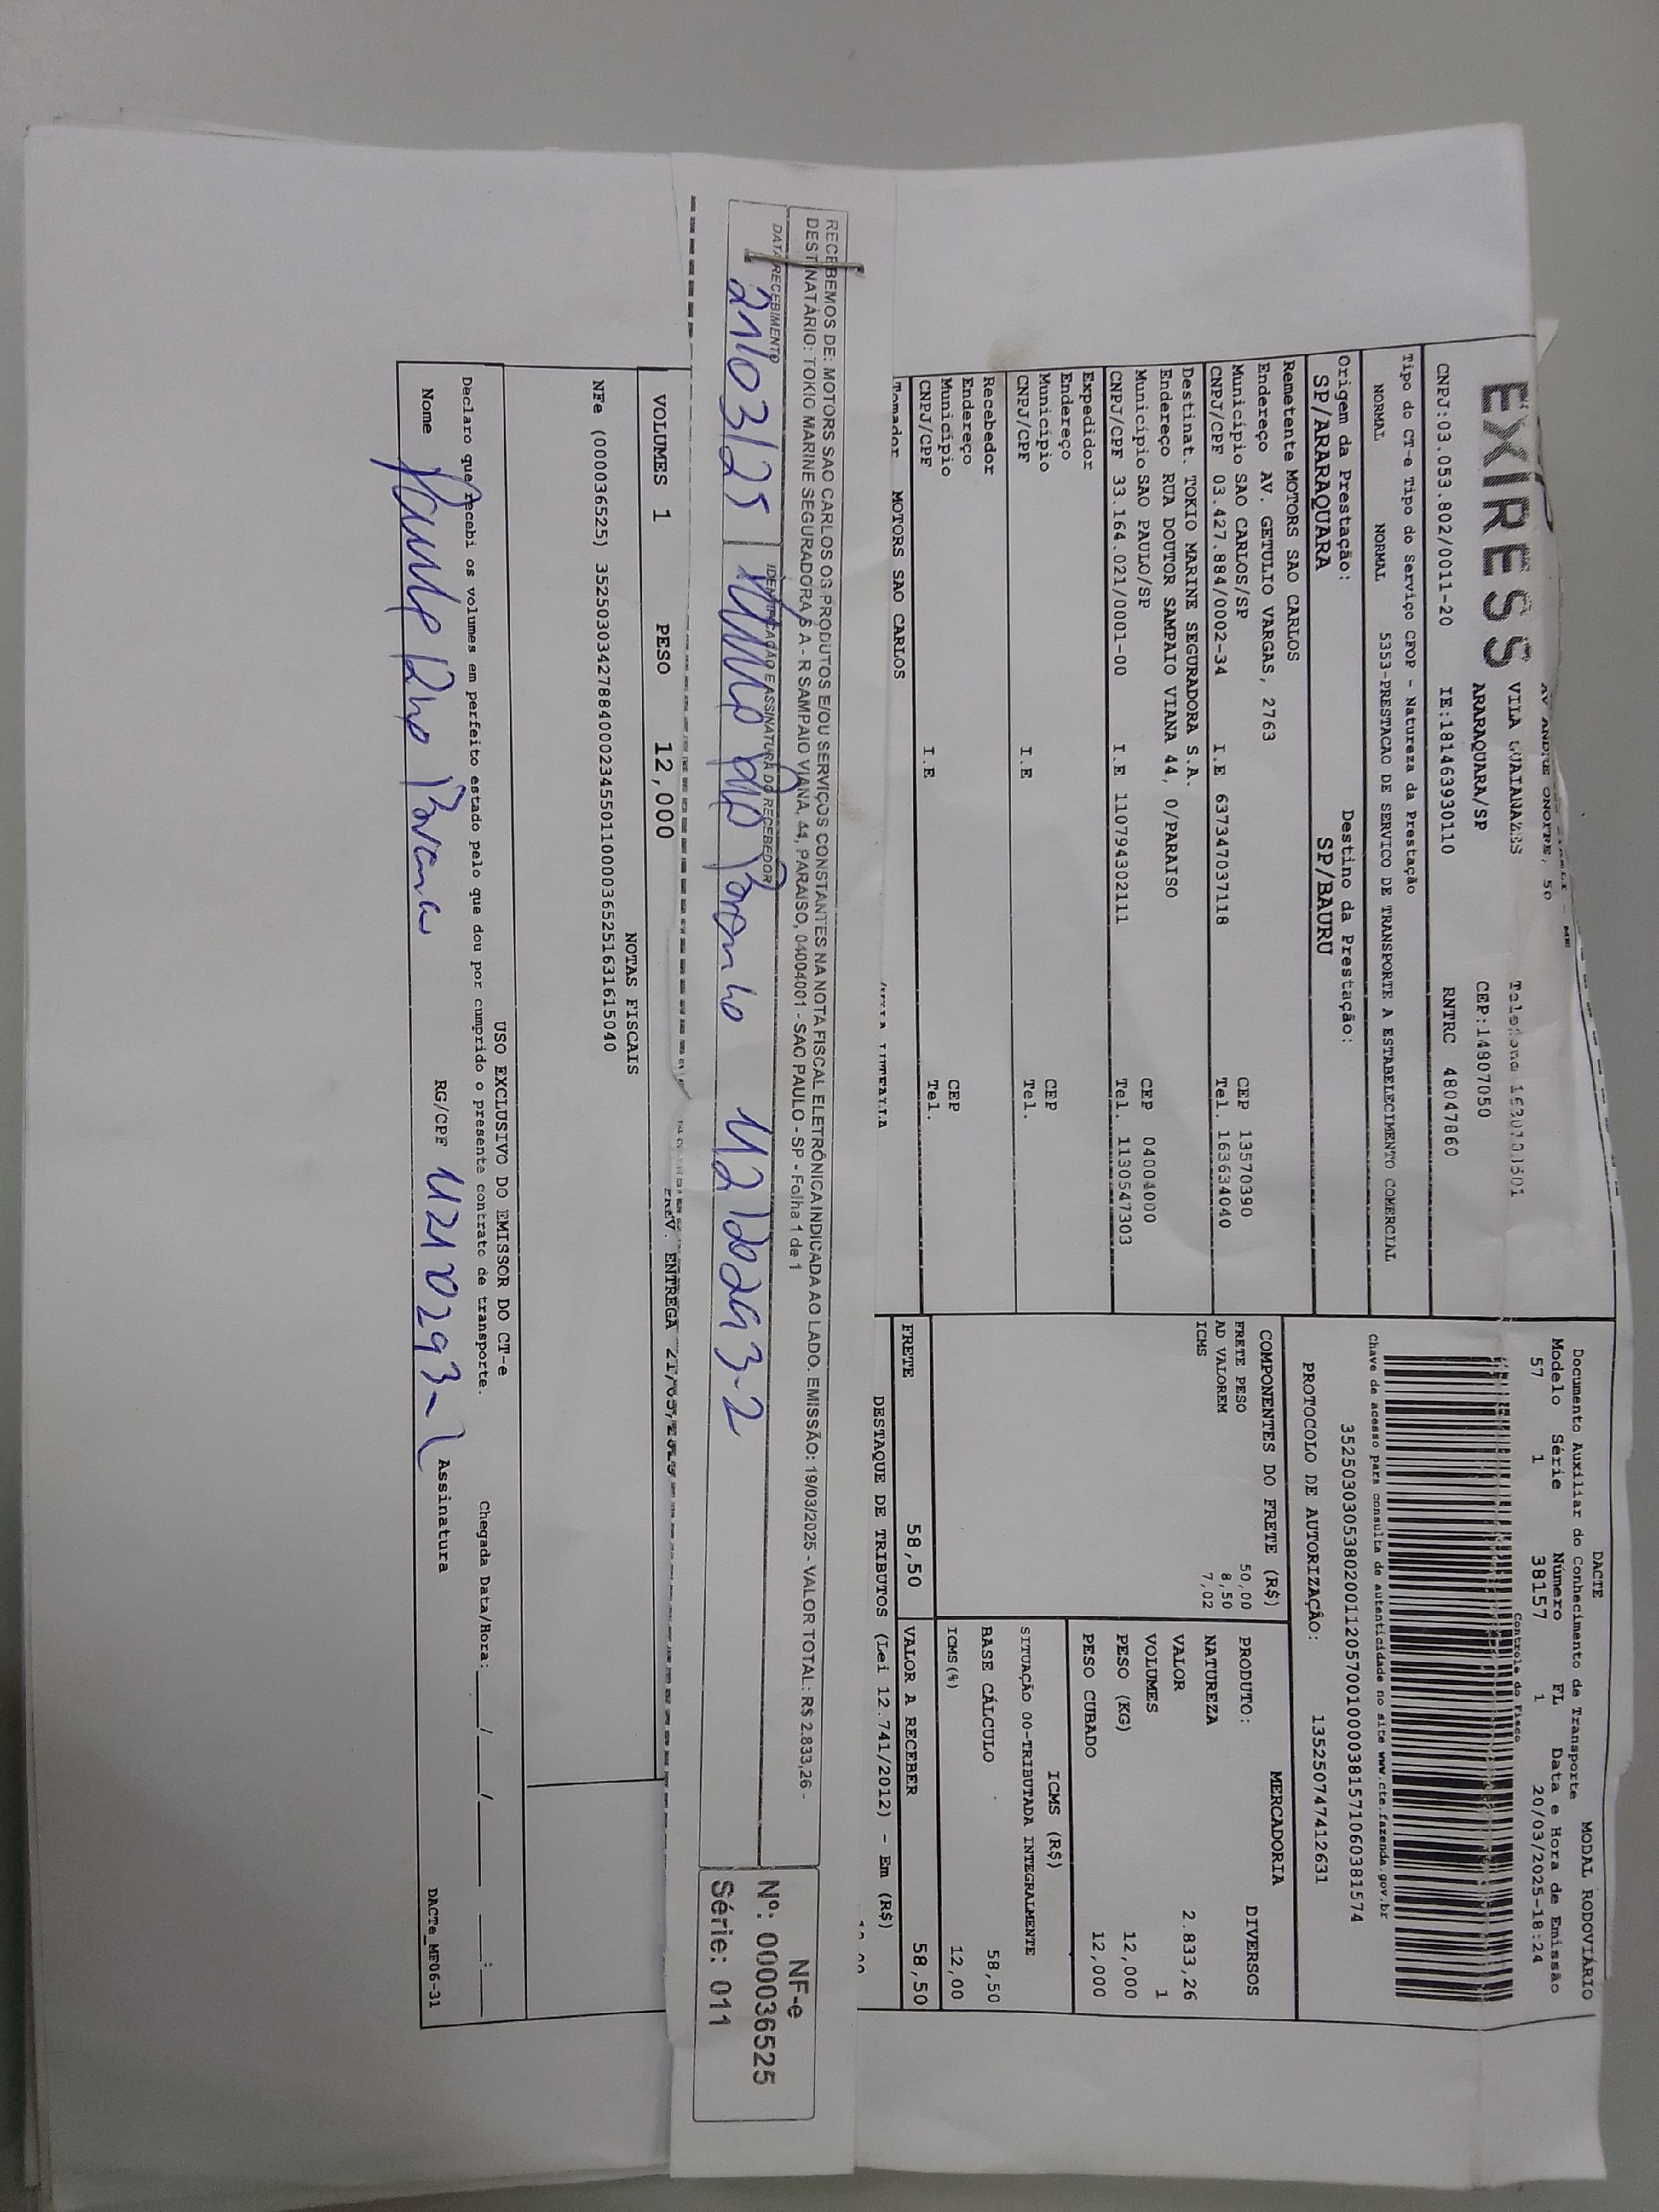 EXPRESS
VILA GUAIANAZES
ARARAQUARA/SP
CEP:14807050
CNPJ:03.053.802/0011-20 IE:181463930110 RNTRC 48047860
Tipo do CT-e Tipo do Serviço CFOP - Natureza da Prestação
NORMAL NORMAL 5353-PRESTACAO DE SERVICO DE TRANSPORTE A ESTABELECIMENTO COMERCIAL
Origem da Prestação: Destino da Prestação:
SP/ARARAQUARA SP/BAURU
Remetente MOTORS SAO CARLOS
Endereço AV. GETULIO VARGAS, 2763
Município SAO CARLOS/SP CEP 13570390
CNPJ/CPF 03.427.884/0002-34 I.E 637347037118 Tel. 1636634040
Destinat. TOKIO MARINE SEGURADORA S.A.
Endereço RUA DOUTOR SAMPAIO VIANA 44, 0/PARAISO
Município SAO PAULO/SP CEP 04004000
CNPJ/CPF 33.164.021/0001-00 I.E 110794302111 Tel. 1130547303
Expedidor
Endereço
Município CEP
CNPJ/CPF I.E Tel.
Recebedor
Endereço
Município CEP
CNPJ/CPF I.E Tel.
Tomador MOTORS SAO CARLOS
DACTE MODAL RODOVIÁRIO
Documento Auxiliar do Conhecimento de Transporte
Modelo Série Número FL Data e Hora de Emissão
57 1 38157 1 20/03/2025-18:24
Controle do Fisco
Chave de acesso para consulta de autenticidade no site www.cte.fazenda.gov.br
35250303053802001120570010000381571060381574
PROTOCOLO DE AUTORIZAÇÃO: 135250747412631
COMPONENTES DO FRETE (R$)
FRETE PESO 50,00
AD VALOREM 8,50
ICMS 7,02
MERCADORIA
PRODUTO: DIVERSOS
NATUREZA
VALOR 2.833,26
VOLUMES 1
PESO (KG) 12,000
PESO CUBADO 12,000
ICMS (R$)
SITUAÇÃO 00-TRIBUTADA INTEGRALMENTE
BASE CÁLCULO 58,50
ICMS(%) 12,00
FRETE 58,50 VALOR A RECEBER 58,50
DESTAQUE DE TRIBUTOS (Lei 12.741/2012) - Em (R$)
RECEBEMOS DE: MOTORS SAO CARLOS OS PRODUTOS E/OU SERVIÇOS CONSTANTES NA NOTA FISCAL ELETRÔNICA INDICADA AO LADO. EMISSÃO: 19/03/2025 - VALOR TOTAL: R$ 2.833,26 -
DESTINATÁRIO: TOKIO MARINE SEGURADORA S A - R SAMPAIO VIANA, 44, PARAISO, 04004001 - SAO PAULO - SP - Folha 1 de 1
DATA RECEBIMENTO IDENTIFICAÇÃO E ASSINATURA DO RECEBEDOR
21/03/25
NF-e
Nº: 000036525
Série: 011
PREV. ENTREGA
VOLUMES 1 PESO 12,000
NOTAS FISCAIS
NFe (000036525) 35250303427884000234550110000365251631615040
USO EXCLUSIVO DO EMISSOR DO CT-e
Declaro que recebi os volumes em perfeito estado pelo que dou por cumprido o presente contrato de transporte. Chegada Data/Hora:___/___/___ ___:___
Nome RG/CPF Assinatura
DACTe_MF06-31